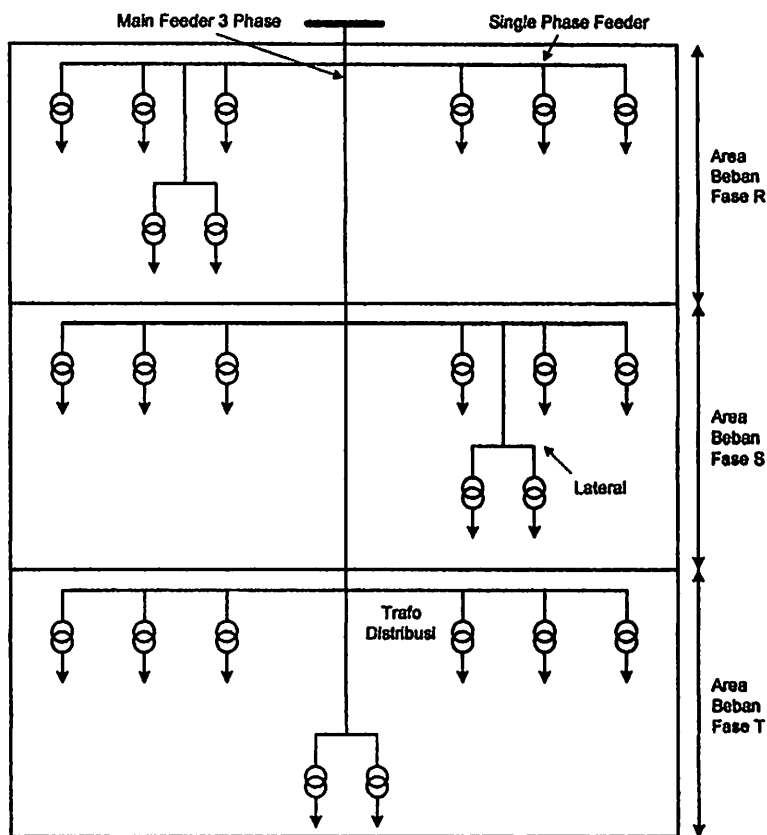 Main Feeder 3 Phase
Single Phase Feeder
Area
Beban
Fase R
Area
Beban
Fase S
Lateral
Trafo
Distribusi
Area
Beban
Fase T